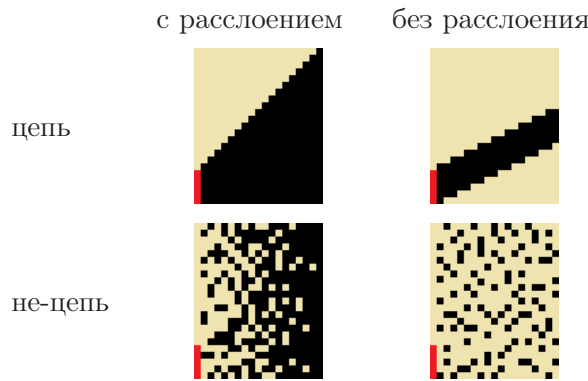 с расслоением без расслоения
цепь
не-цепь